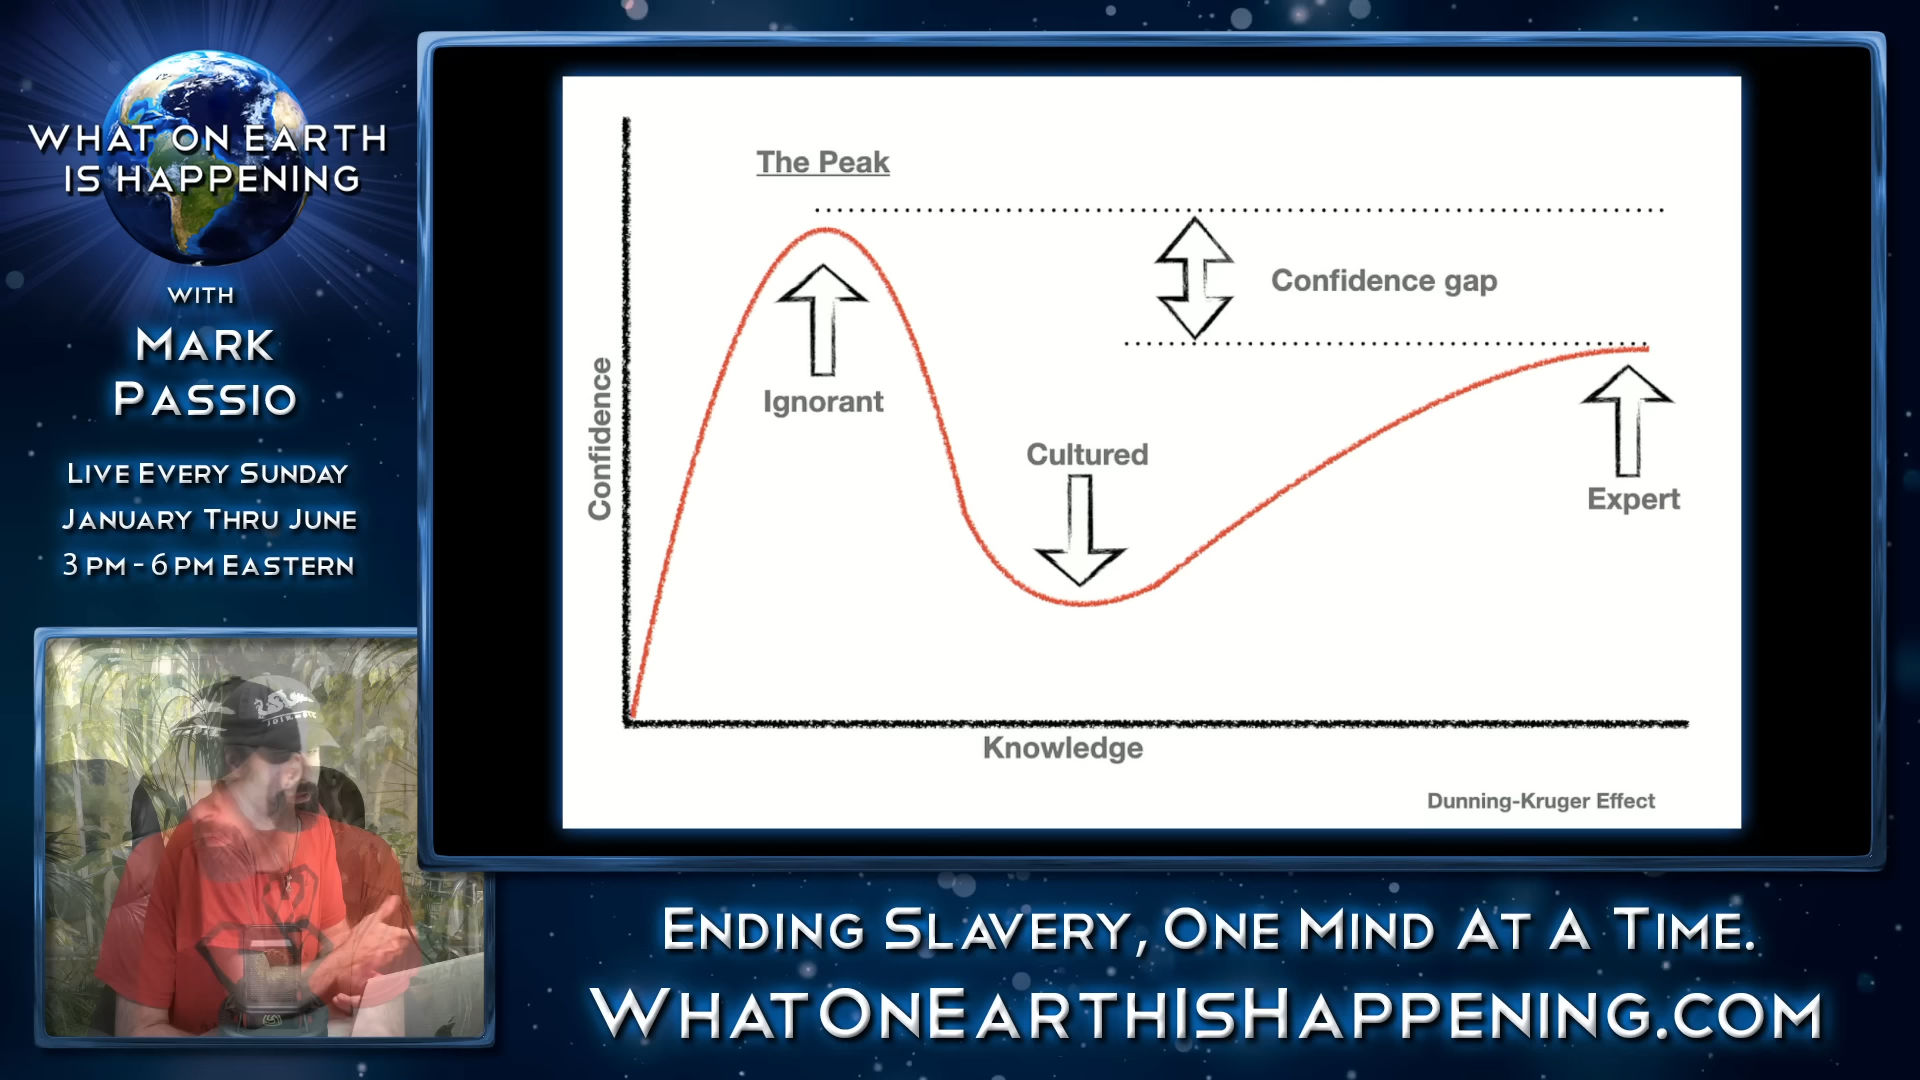 WHAT ON EARTH
IS HAPPENING
WITH
MARK
PASSIO
LIVE EVERY SUNDAY
JANUARY THRU JUNE
3 PM - 6 PM EASTERN
The Peak
Confidence gap
Ignorant
Cultured
Expert
Confidence
Knowledge
Dunning-Kruger Effect
ENDING SLAVERY, ONE MIND AT A TIME.
WHATONEARTHISHAPPENING.COM